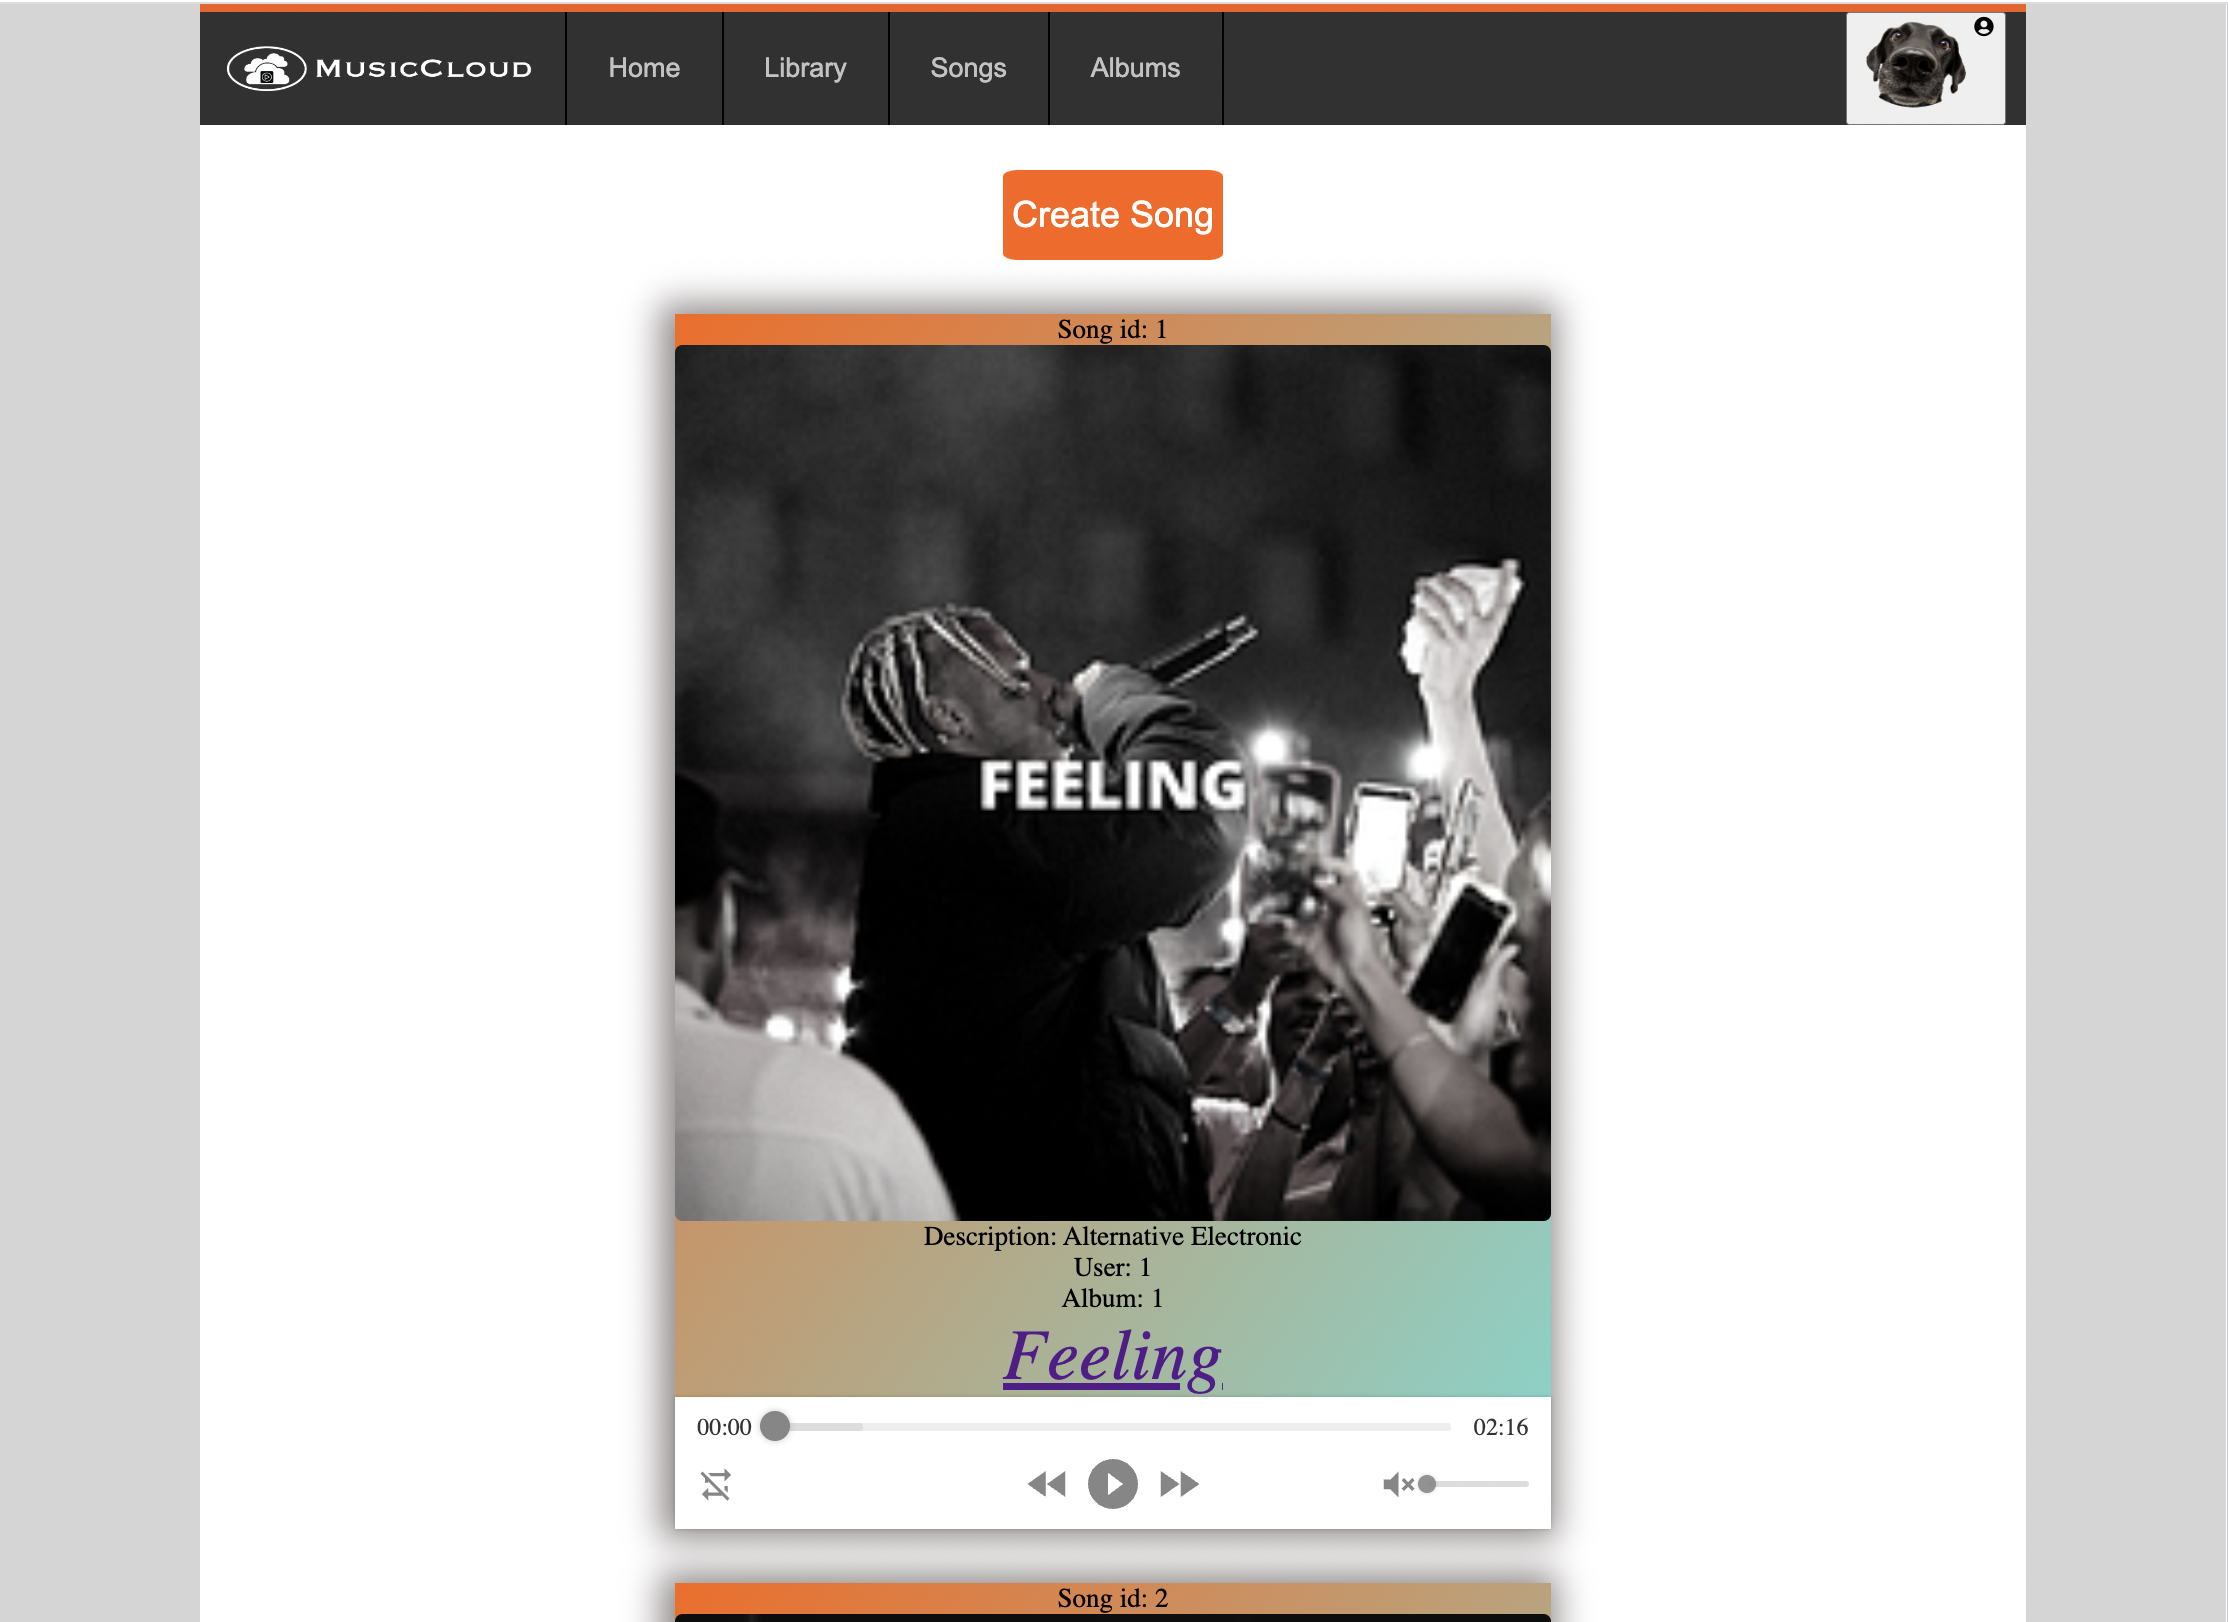 MusicCloud
Home
Library
Songs
Albums
Create Song
Song id: 1
FEELING
Description: Alternative Electronic
User: 1
Album: 1
Feeling
00:00
02:16
Song id: 2